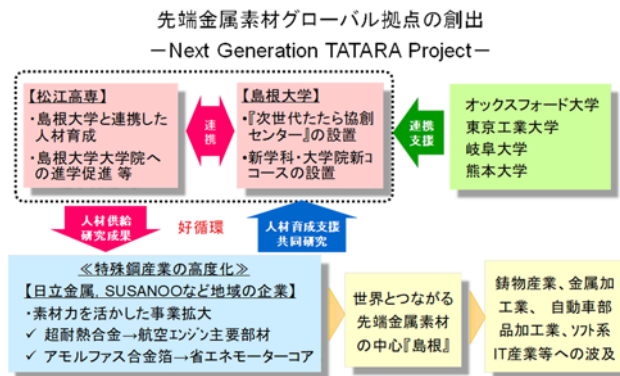 先端金属素材グローバル拠点の創出
－Next Generation TATARA Project－
【松江高専】
・島根大学と連携した
人材育成
・島根大学大学院へ
の進学促進 等
連携
【島根大学】
・『次世代たたら協創
センター』の設置
・新学科・大学院新コ
コースの設置
連携
支援
オックスフォード大学
東京工業大学
岐阜大学
熊本大学
人材供給
研究成果
好循環
人材育成支援
共同研究
≪特殊鋼産業の高度化≫
【日立金属，SUSANOOなど地域の企業】
・素材力を活かした事業拡大
✓ 超耐熱合金→航空エンジン主要部材
✓ アモルファス合金箔→省エネモーターコア
世界とつながる
先端金属素材
の中心『島根』
鋳物産業、金属加
工業、 自動車部
品加工業、ソフト系
IT産業等への波及